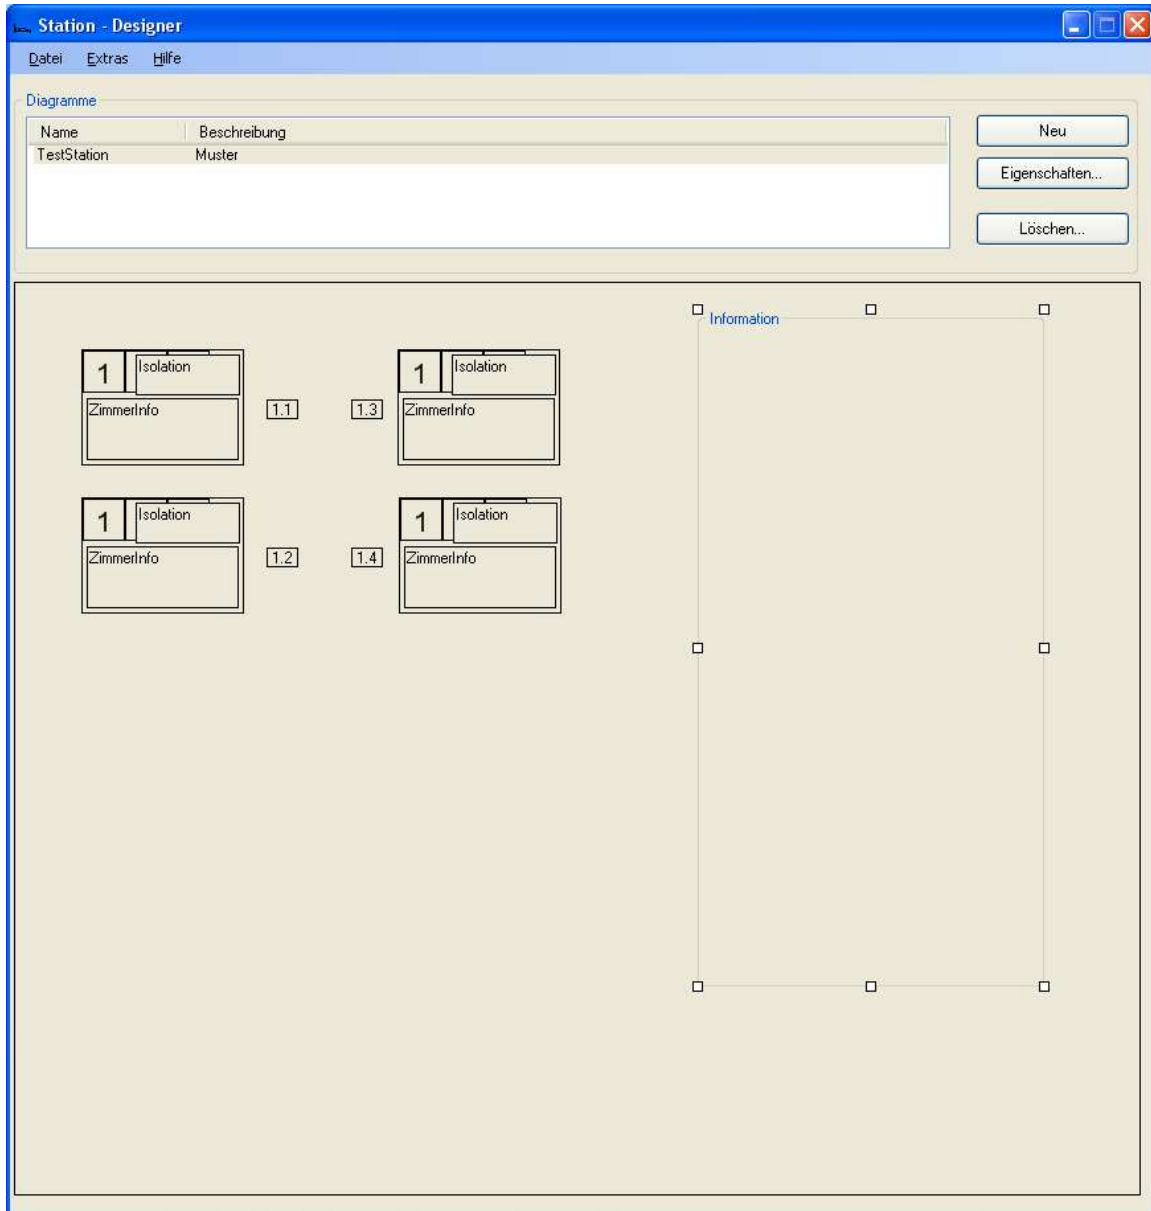 Station - Designer
Datei Extras Hilfe
Diagramme
Name Beschreibung
TestStation Muster
Neu
Eigenschaften...
Löschen...
Information
1 Isolation
ZimmerInfo
1.1
1.3
1 Isolation
ZimmerInfo
1 Isolation
ZimmerInfo
1.2
1.4
1 Isolation
ZimmerInfo